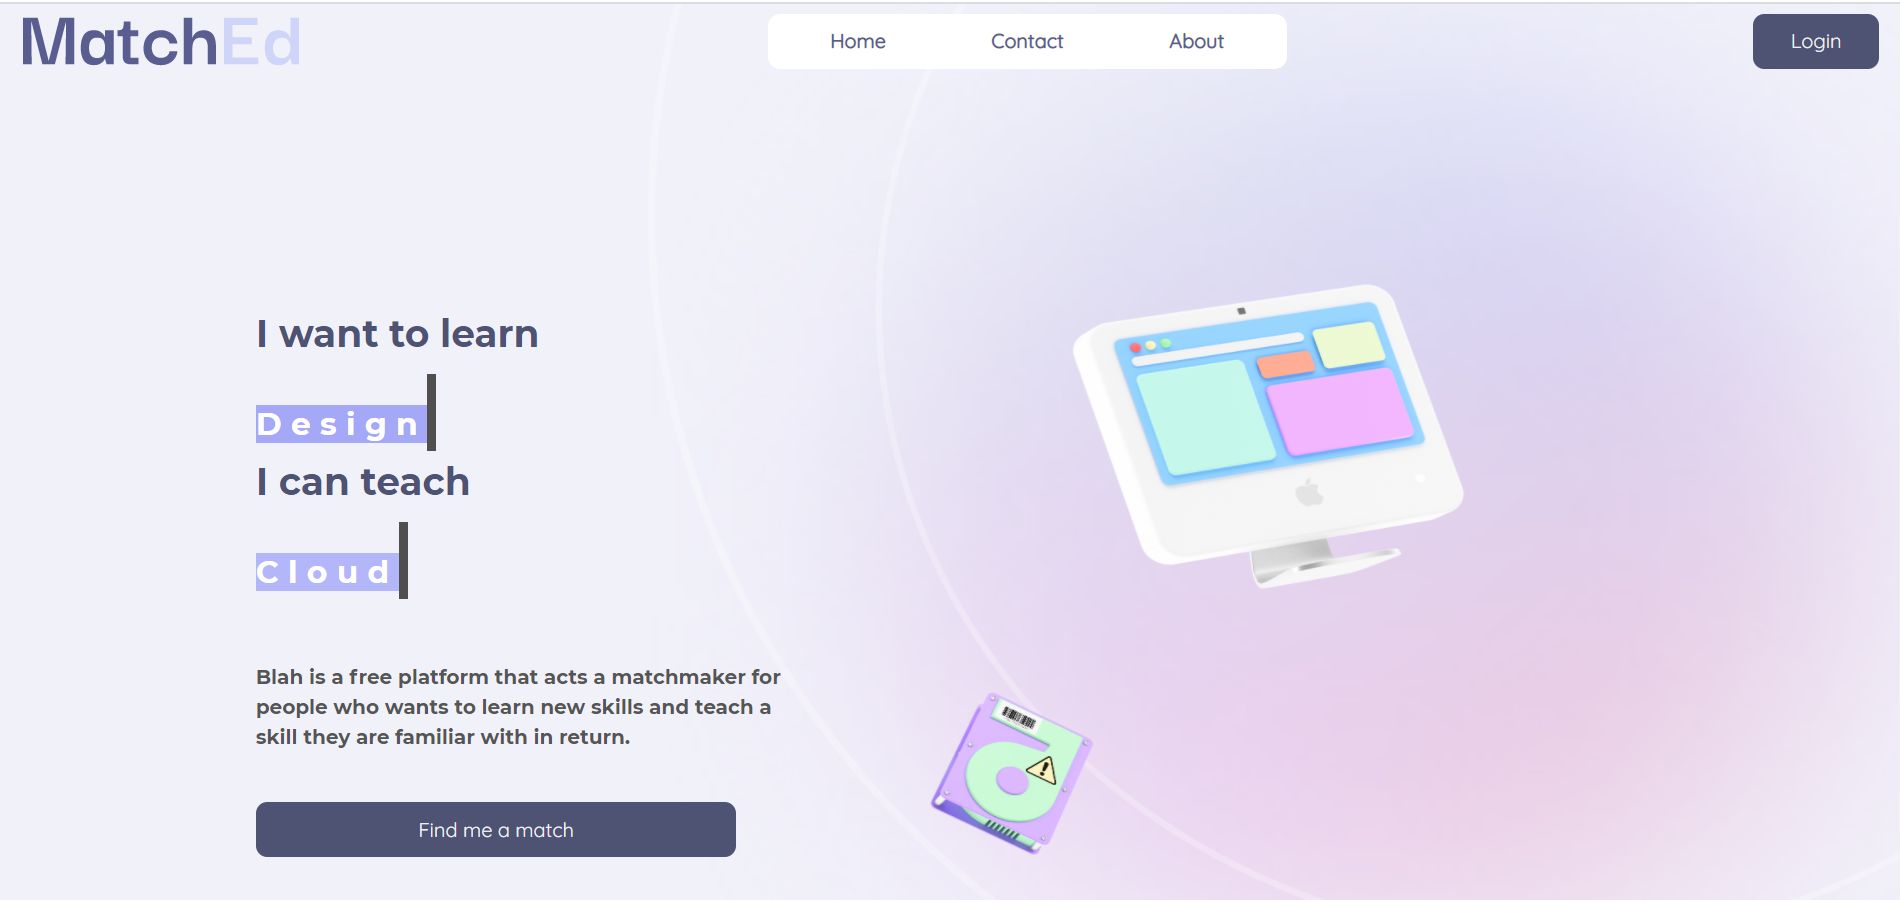 MatchEd
Home
Contact
About
Login
I want to learn
Design
I can teach
Cloud
Blah is a free platform that acts a matchmaker for
people who wants to learn new skills and teach a
skill they are familiar with in return.
Find me a match